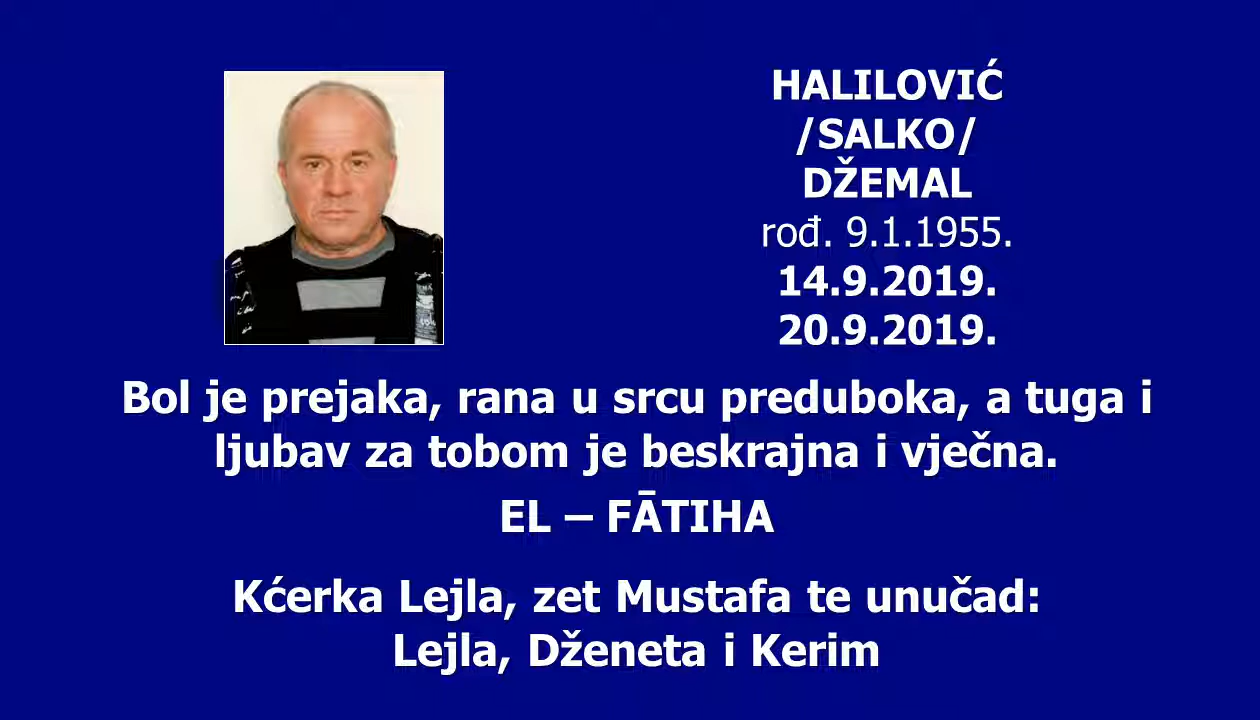 HALILOVIĆ
/SALKO/
DŽEMAL
rođ. 9.1.1955.
14.9.2019.
20.9.2019.
Bol je prejaka, rana u srcu preduboka, a tuga i
ljubav za tobom je beskrajna i vječna.
EL – FĀTIHA
Kćerka Lejla, zet Mustafa te unučad:
Lejla, Dženeta i Kerim